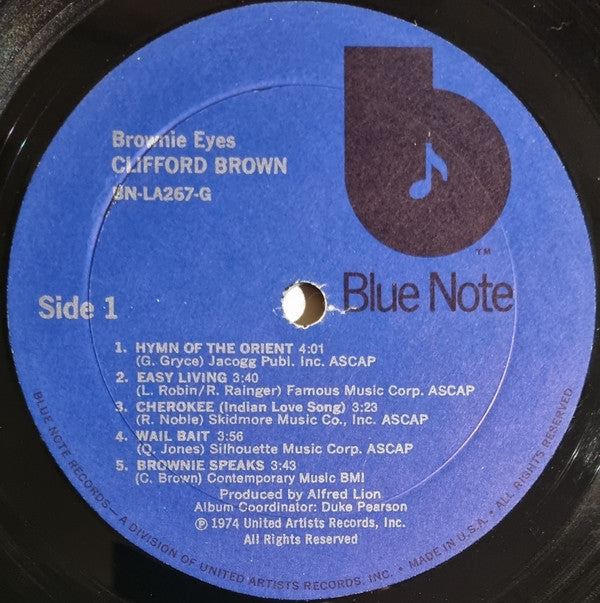 Brownie Eyes
CLIFFORD BROWN
BN-LA267-G
b
TM
Blue Note
Side 1
1. HYMN OF THE ORIENT 4:01
(G. Gryce) Jacogg Publ. Inc. ASCAP
2. EASY LIVING 3:40
(L. Robin/R. Rainger) Famous Music Corp. ASCAP
3. CHEROKEE (Indian Love Song) 3:23
(R. Noble) Skidmore Music Co., Inc. ASCAP
4. WAIL BAIT 3:56
(Q. Jones) Silhouette Music Corp. ASCAP
5. BROWNIE SPEAKS 3:43
(C. Brown) Contemporary Music BMI
Produced by Alfred Lion
Album Coordinator: Duke Pearson
℗ 1974 United Artists Records, Inc.
All Rights Reserved
BLUE NOTE RECORDS — A DIVISION OF UNITED ARTISTS RECORDS, INC. • MADE IN U.S.A. • ALL RIGHTS RESERVED